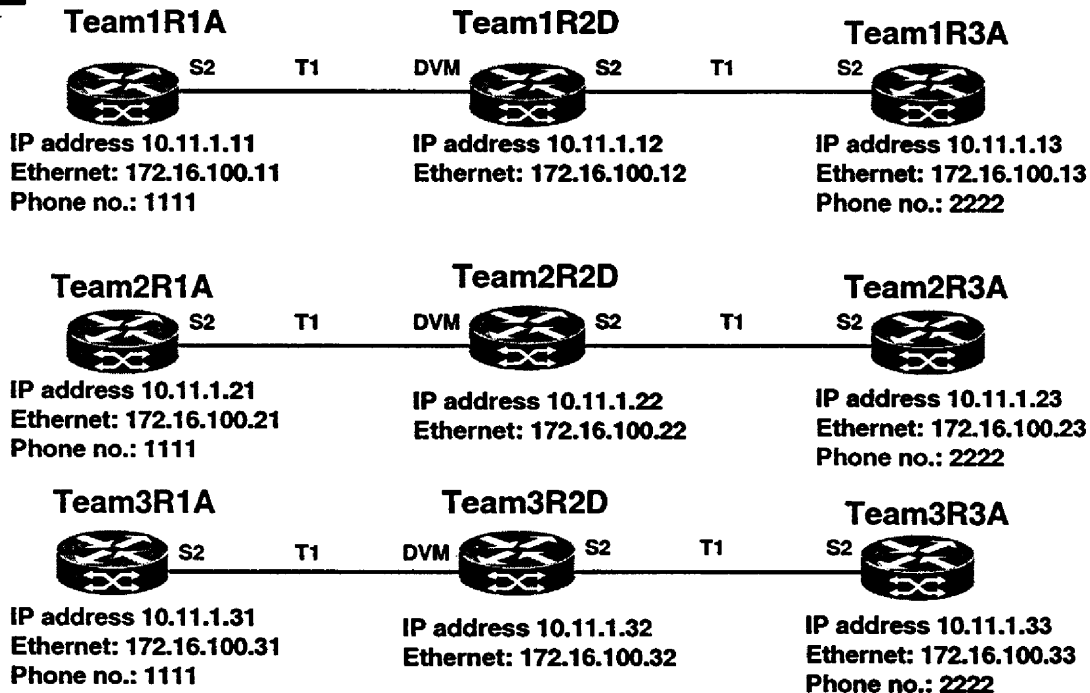 Team1R1A Team1R2D Team1R3A
S2 T1 DVM S2 T1 S2
IP address 10.11.1.11 IP address 10.11.1.12 IP address 10.11.1.13
Ethernet: 172.16.100.11 Ethernet: 172.16.100.12 Ethernet: 172.16.100.13
Phone no.: 1111 Phone no.: 2222
Team2R1A Team2R2D Team2R3A
S2 T1 DVM S2 T1 S2
IP address 10.11.1.21 IP address 10.11.1.22 IP address 10.11.1.23
Ethernet: 172.16.100.21 Ethernet: 172.16.100.22 Ethernet: 172.16.100.23
Phone no.: 1111 Phone no.: 2222
Team3R1A Team3R2D Team3R3A
S2 T1 DVM S2 T1 S2
IP address 10.11.1.31 IP address 10.11.1.32 IP address 10.11.1.33
Ethernet: 172.16.100.31 Ethernet: 172.16.100.32 Ethernet: 172.16.100.33
Phone no.: 1111 Phone no.: 2222